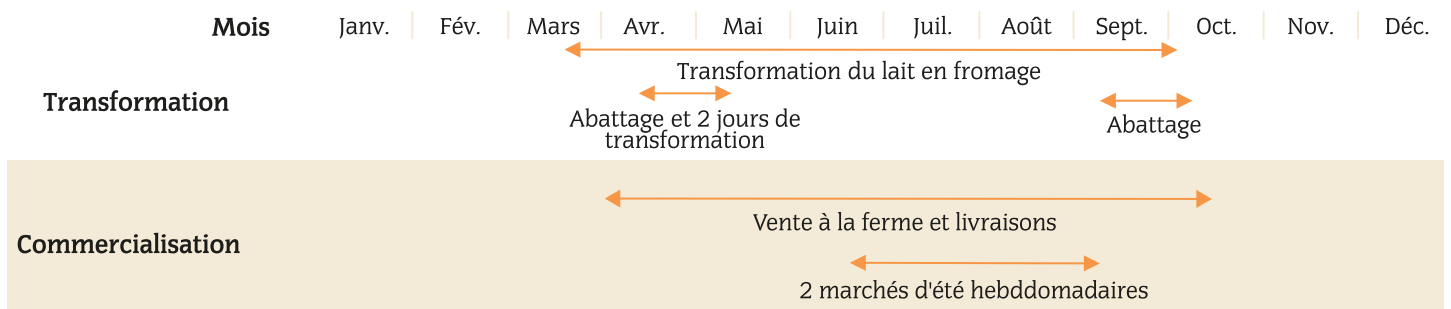 Mois Janv. Fév. Mars Avr. Mai Juin Juil. Août Sept. Oct. Nov. Déc.
Transformation du lait en fromage
Transformation
Abattage et 2 jours de
transformation
Abattage
Vente à la ferme et livraisons
Commercialisation
2 marchés d'été hebddomadaires